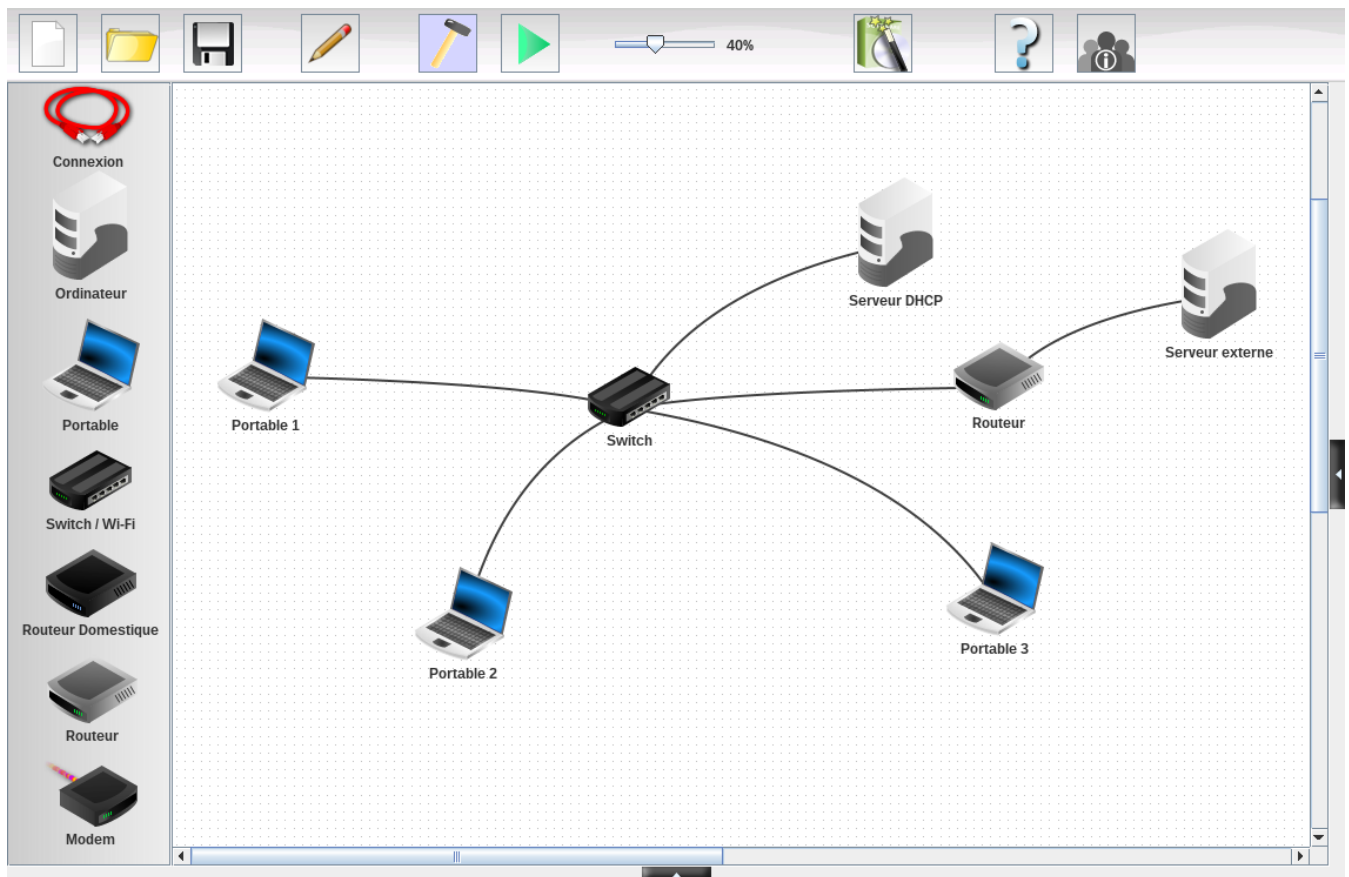 40%
Connexion
Ordinateur
Portable
Switch / Wi-Fi
Routeur Domestique
Routeur
Modem
Serveur DHCP
Serveur externe
Portable 1
Switch
Routeur
Portable 2
Portable 3